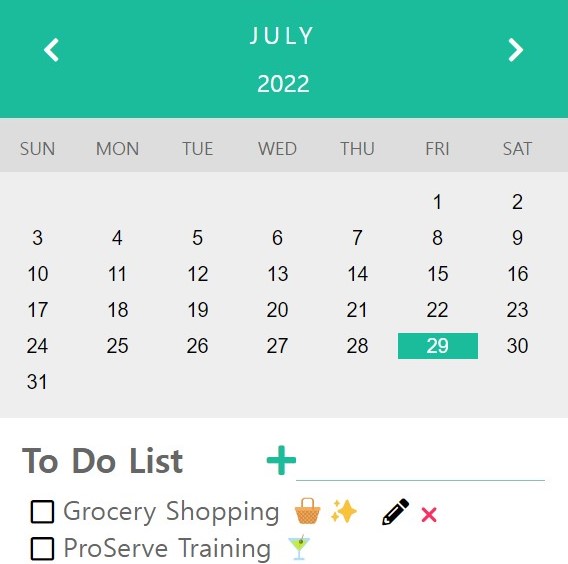 JULY
2022
SUN MON TUE WED THU FRI SAT
1 2
3 4 5 6 7 8 9
10 11 12 13 14 15 16
17 18 19 20 21 22 23
24 25 26 27 28 29 30
31
To Do List
Grocery Shopping 🧺✨
ProServe Training 🍸